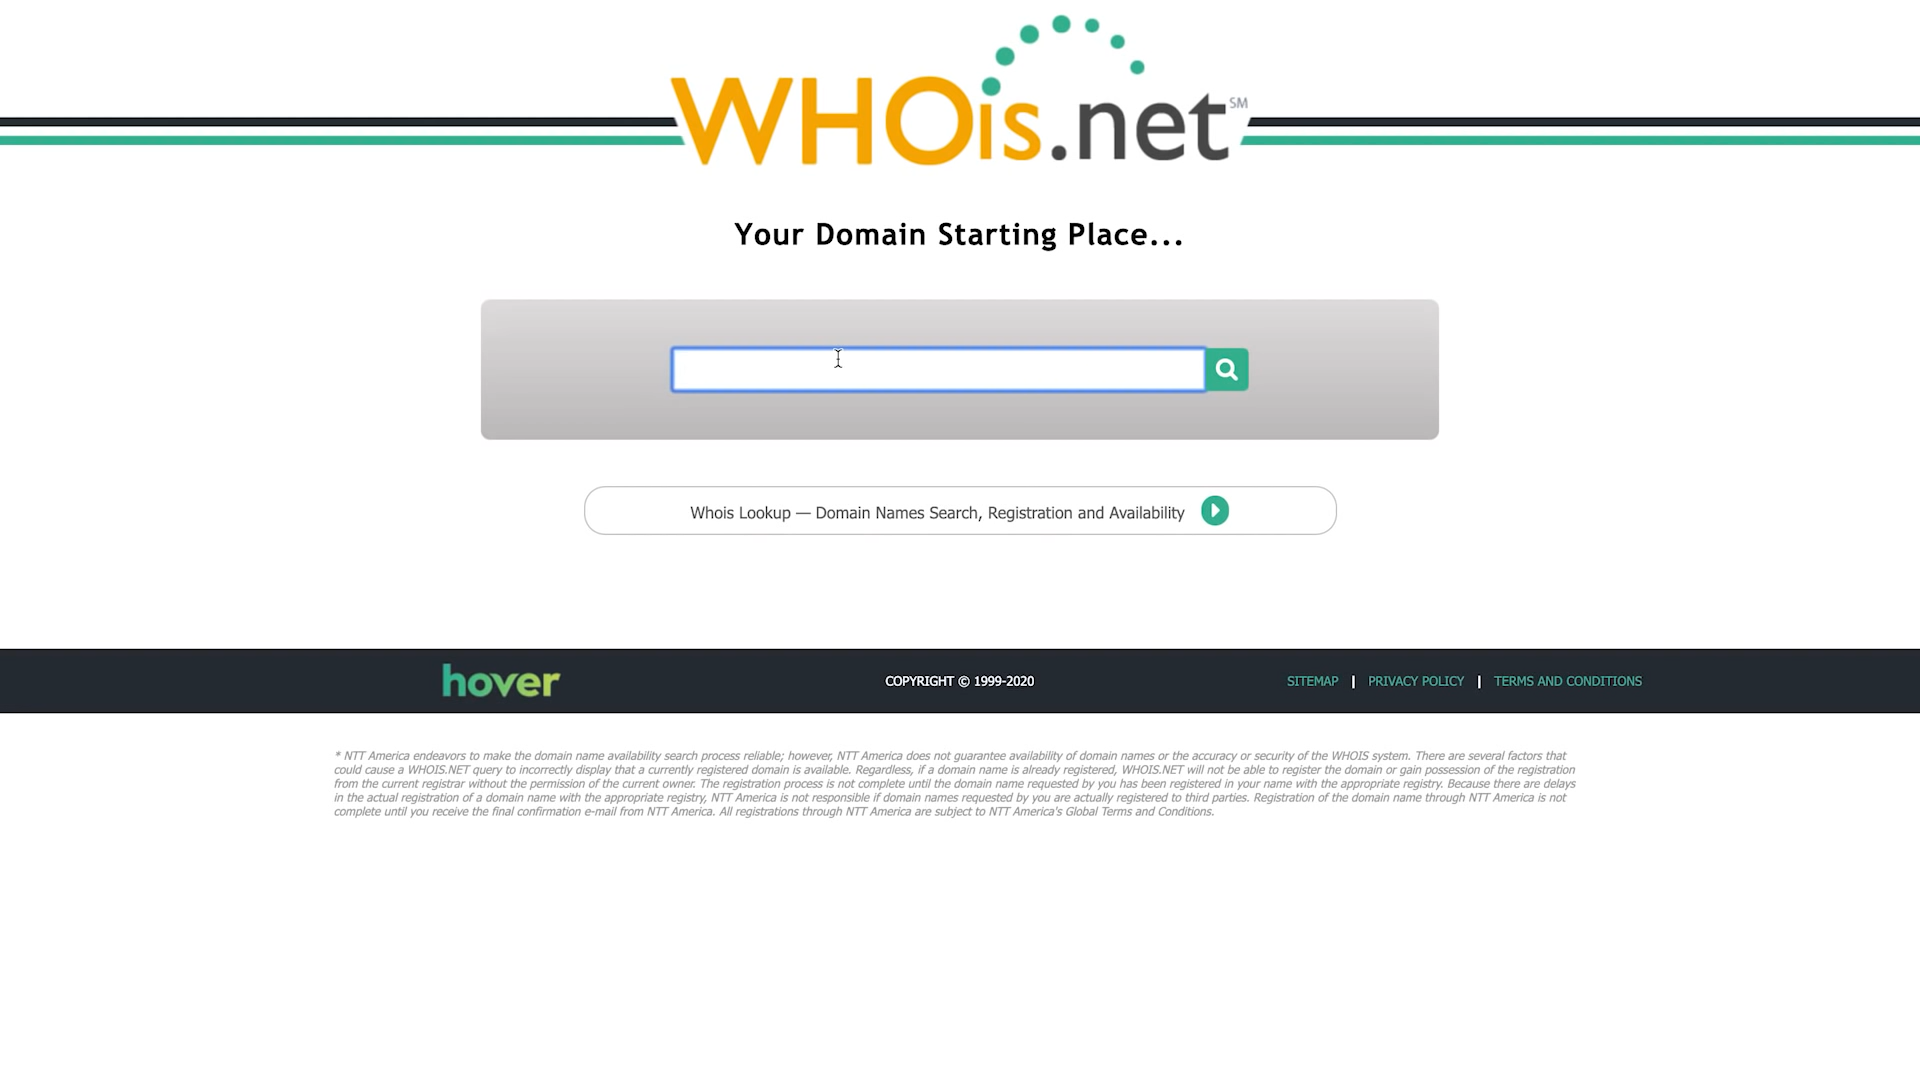 WHOis.net SM
Your Domain Starting Place...
Whois Lookup — Domain Names Search, Registration and Availability
hover
COPYRIGHT © 1999-2020
SITEMAP | PRIVACY POLICY | TERMS AND CONDITIONS
* NTT America endeavors to make the domain name availability search process reliable; however, NTT America does not guarantee availability of domain names or the accuracy or security of the WHOIS system. There are several factors that
could cause a WHOIS.NET query to incorrectly display that a currently registered domain is available. Regardless, if a domain name is already registered, WHOIS.NET will not be able to register the domain or gain possession of the registration
from the current registrar without the permission of the current owner. The registration process is not complete until the domain name requested by you has been registered in your name with the appropriate registry. Because there are delays
in the actual registration of a domain name with the appropriate registry, NTT America is not responsible if domain names requested by you are actually registered to third parties. Registration of the domain name through NTT America is not
complete until you receive the final confirmation e-mail from NTT America. All registrations through NTT America are subject to NTT America's Global Terms and Conditions.